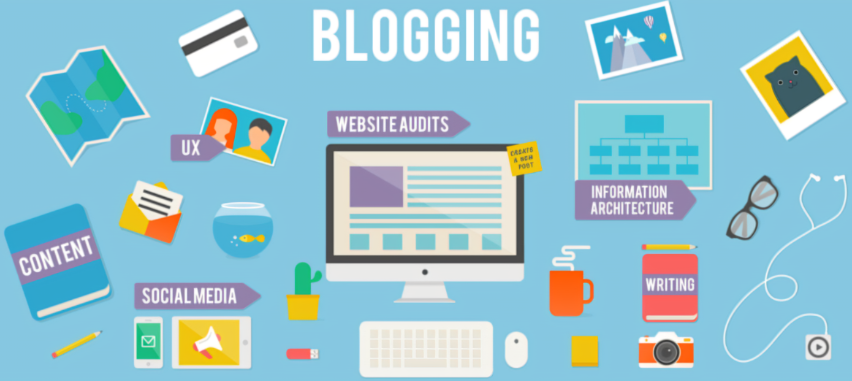 BLOGGING
WEBSITE AUDITS
UX
CREATE
A NEW
POST
INFORMATION
ARCHITECTURE
CONTENT
SOCIAL MEDIA
WRITING